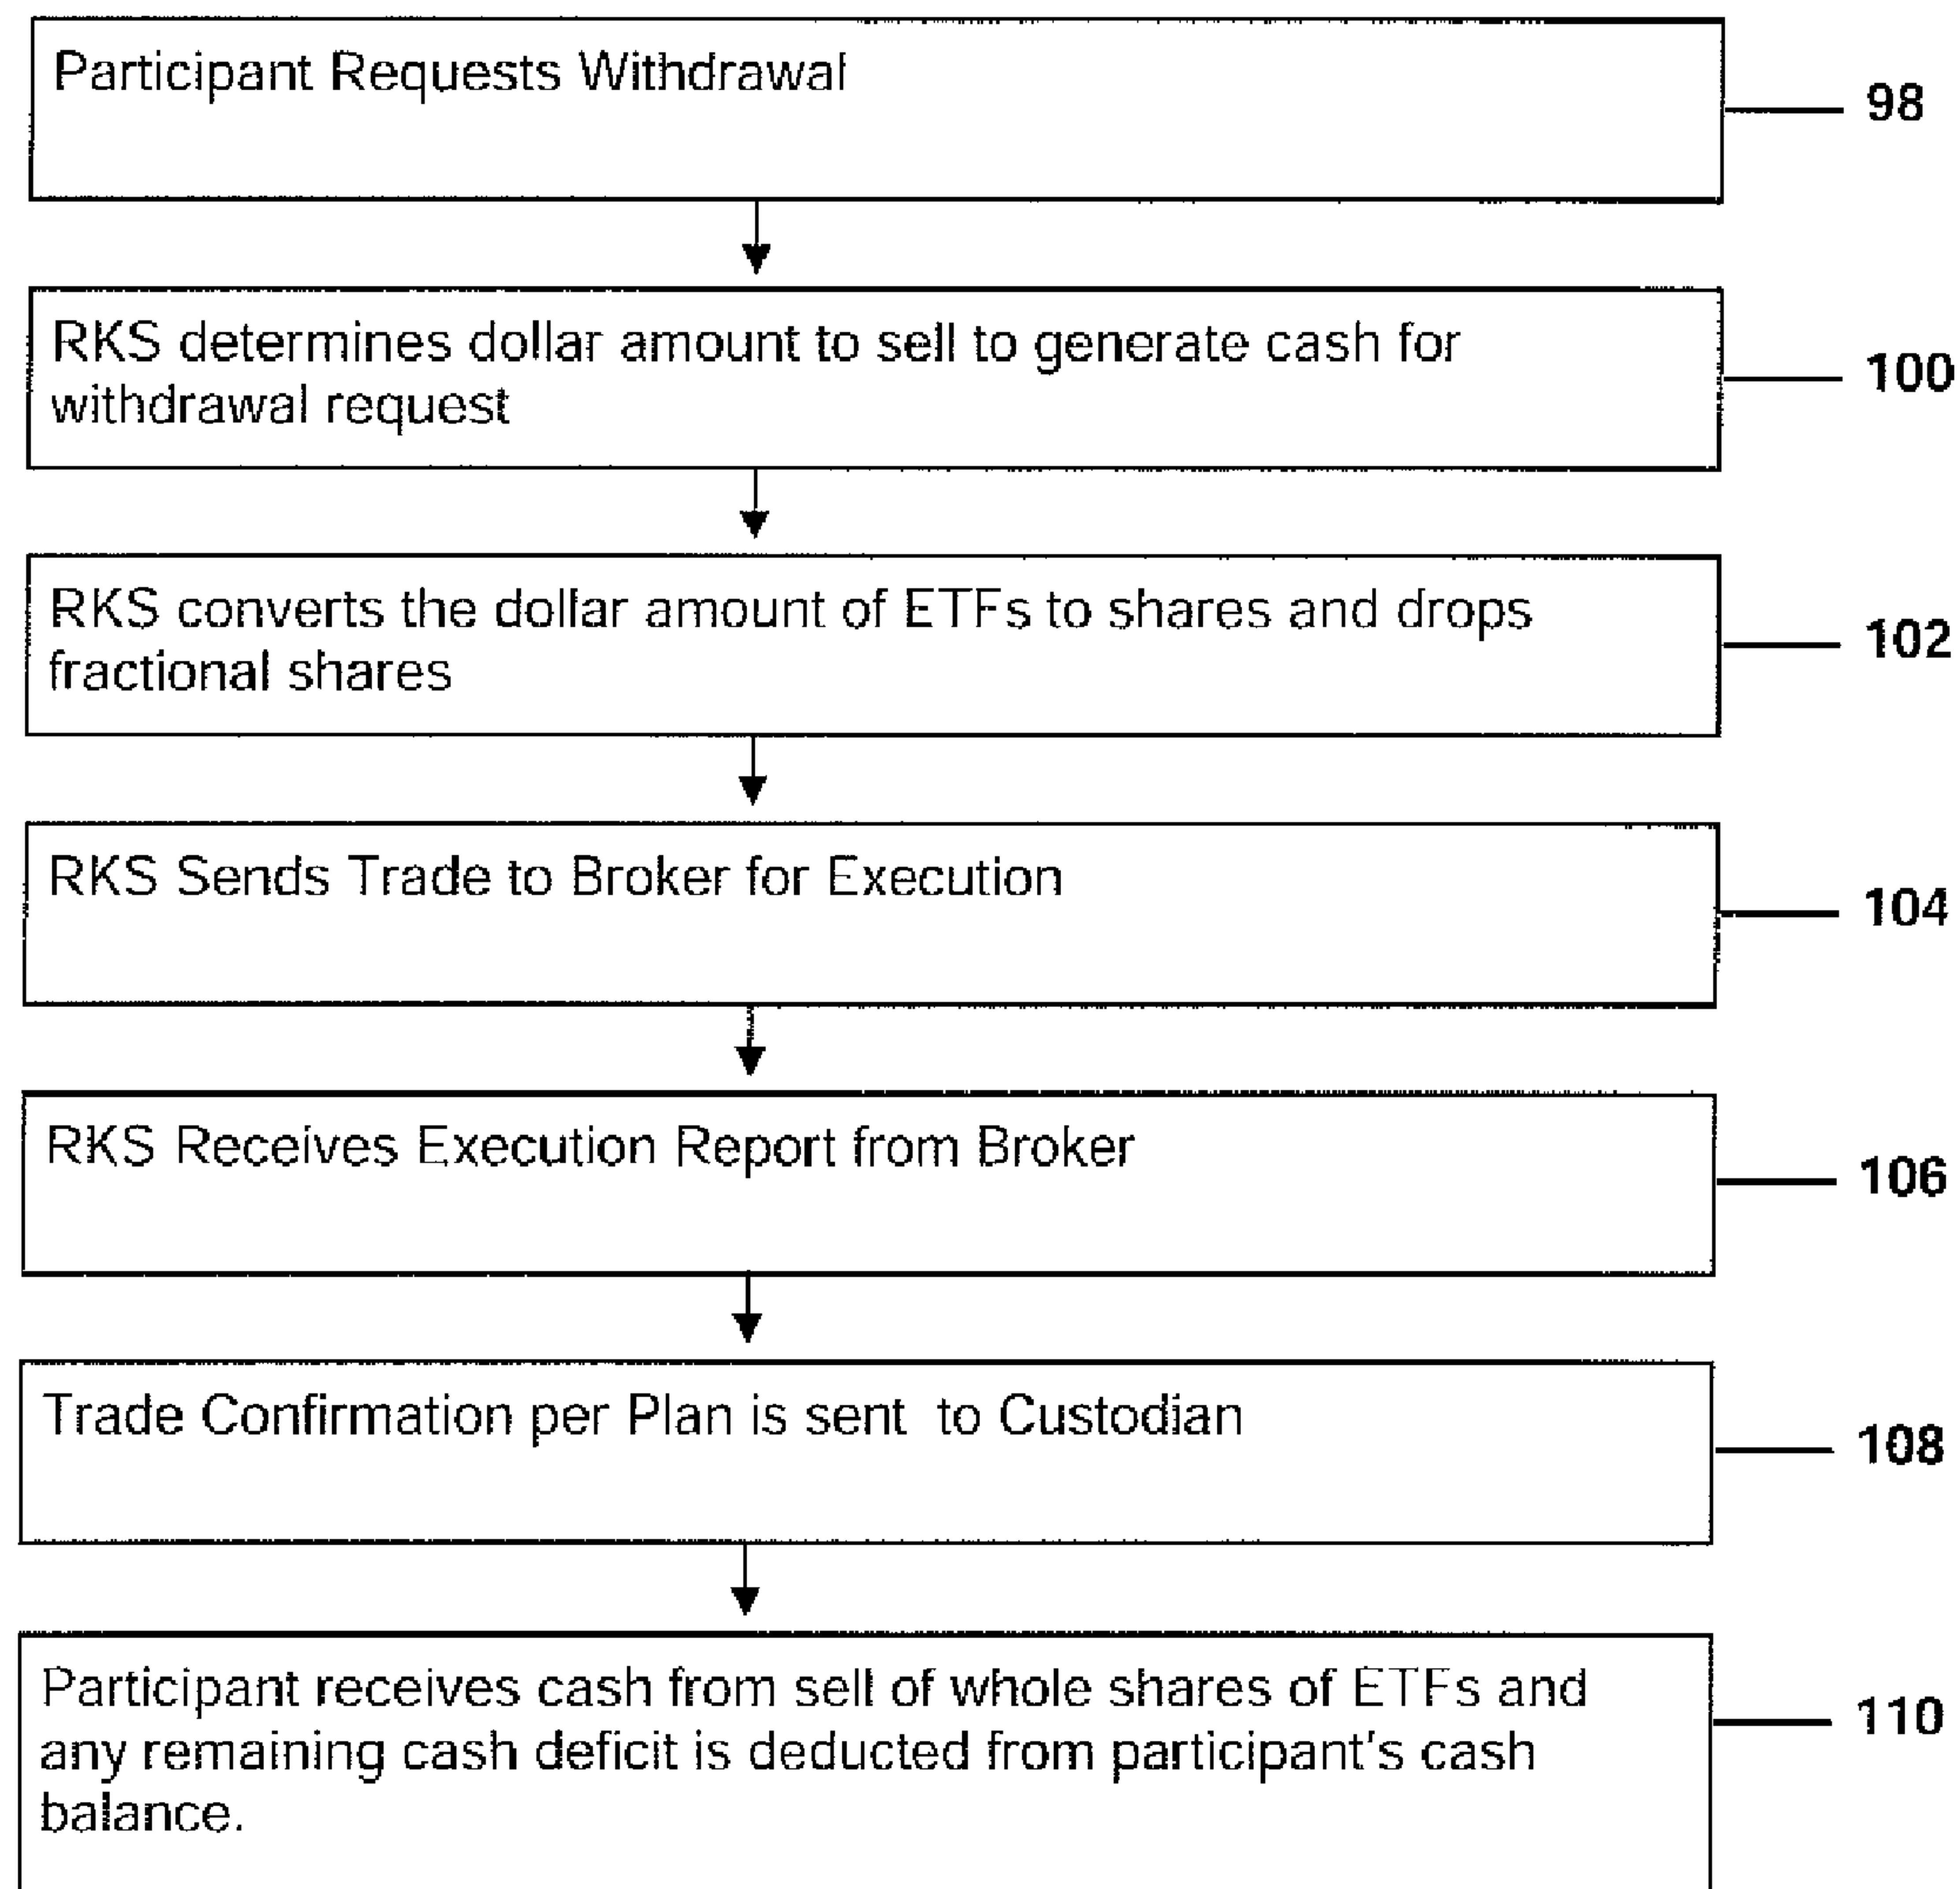 Participant Requests Withdrawal
98
RKS determines dollar amount to sell to generate cash for
withdrawal request
100
RKS converts the dollar amount of ETFs to shares and drops
fractional shares
102
RKS Sends Trade to Broker for Execution
104
RKS Receives Execution Report from Broker
106
Trade Confirmation per Plan is sent to Custodian
108
Participant receives cash from sell of whole shares of ETFs and
any remaining cash deficit is deducted from participant's cash
balance.
110